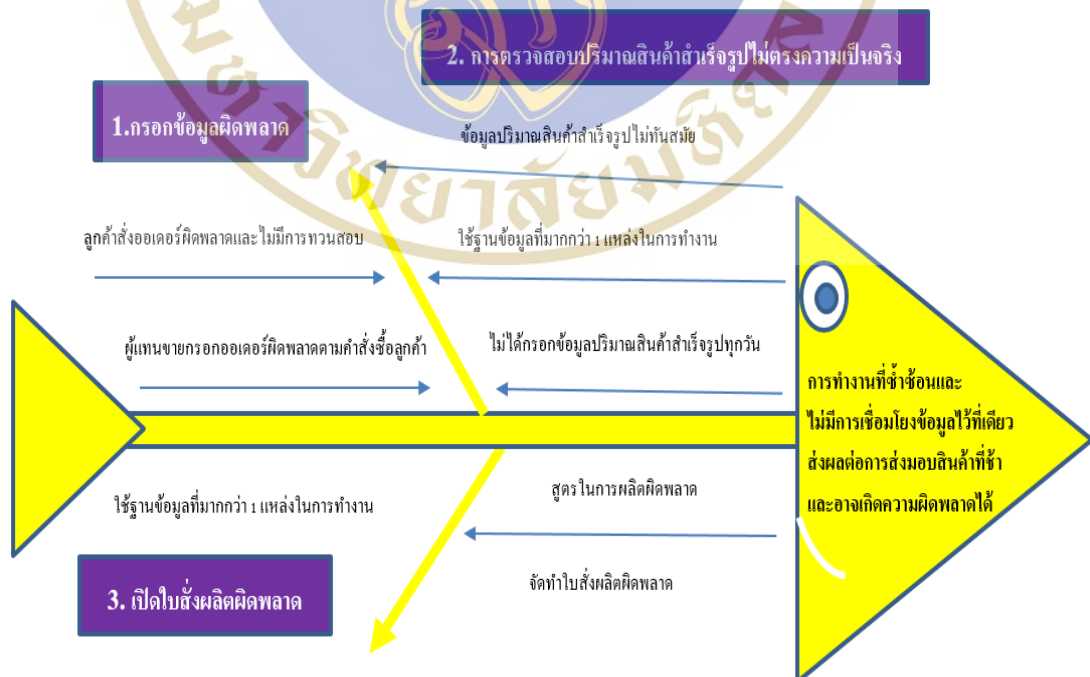 2. การตรวจสอบปริมาณสินค้าสำเร็จรูปไม่ตรงความเป็นจริง
1.กรอกข้อมูลผิดพลาด
ข้อมูลปริมาณสินค้าสำเร็จรูปไม่ทันสมัย
ลูกค้าสั่งออเดอร์ผิดพลาดและไม่มีการทวนสอบ
ใช้ฐานข้อมูลที่มากกว่า 1 แหล่งในการทำงาน
ผู้แทนขายกรอกออเดอร์ผิดพลาดตามคำสั่งซื้อลูกค้า
ไม่ได้กรอกข้อมูลปริมาณสินค้าสำเร็จรูปทุกวัน
การทำงานที่ซ้ำซ้อนและ
ไม่มีการเชื่อมโยงข้อมูลไว้ที่เดียว
ส่งผลต่อการส่งมอบสินค้าที่ช้า
และอาจเกิดความผิดพลาดได้
ใช้ฐานข้อมูลที่มากกว่า 1 แหล่งในการทำงาน
สูตรในการผลิตผิดพลาด
จัดทำใบสั่งผลิตผิดพลาด
3. เปิดใบสั่งผลิตผิดพลาด
มหาวิทยาลัยมหิดล